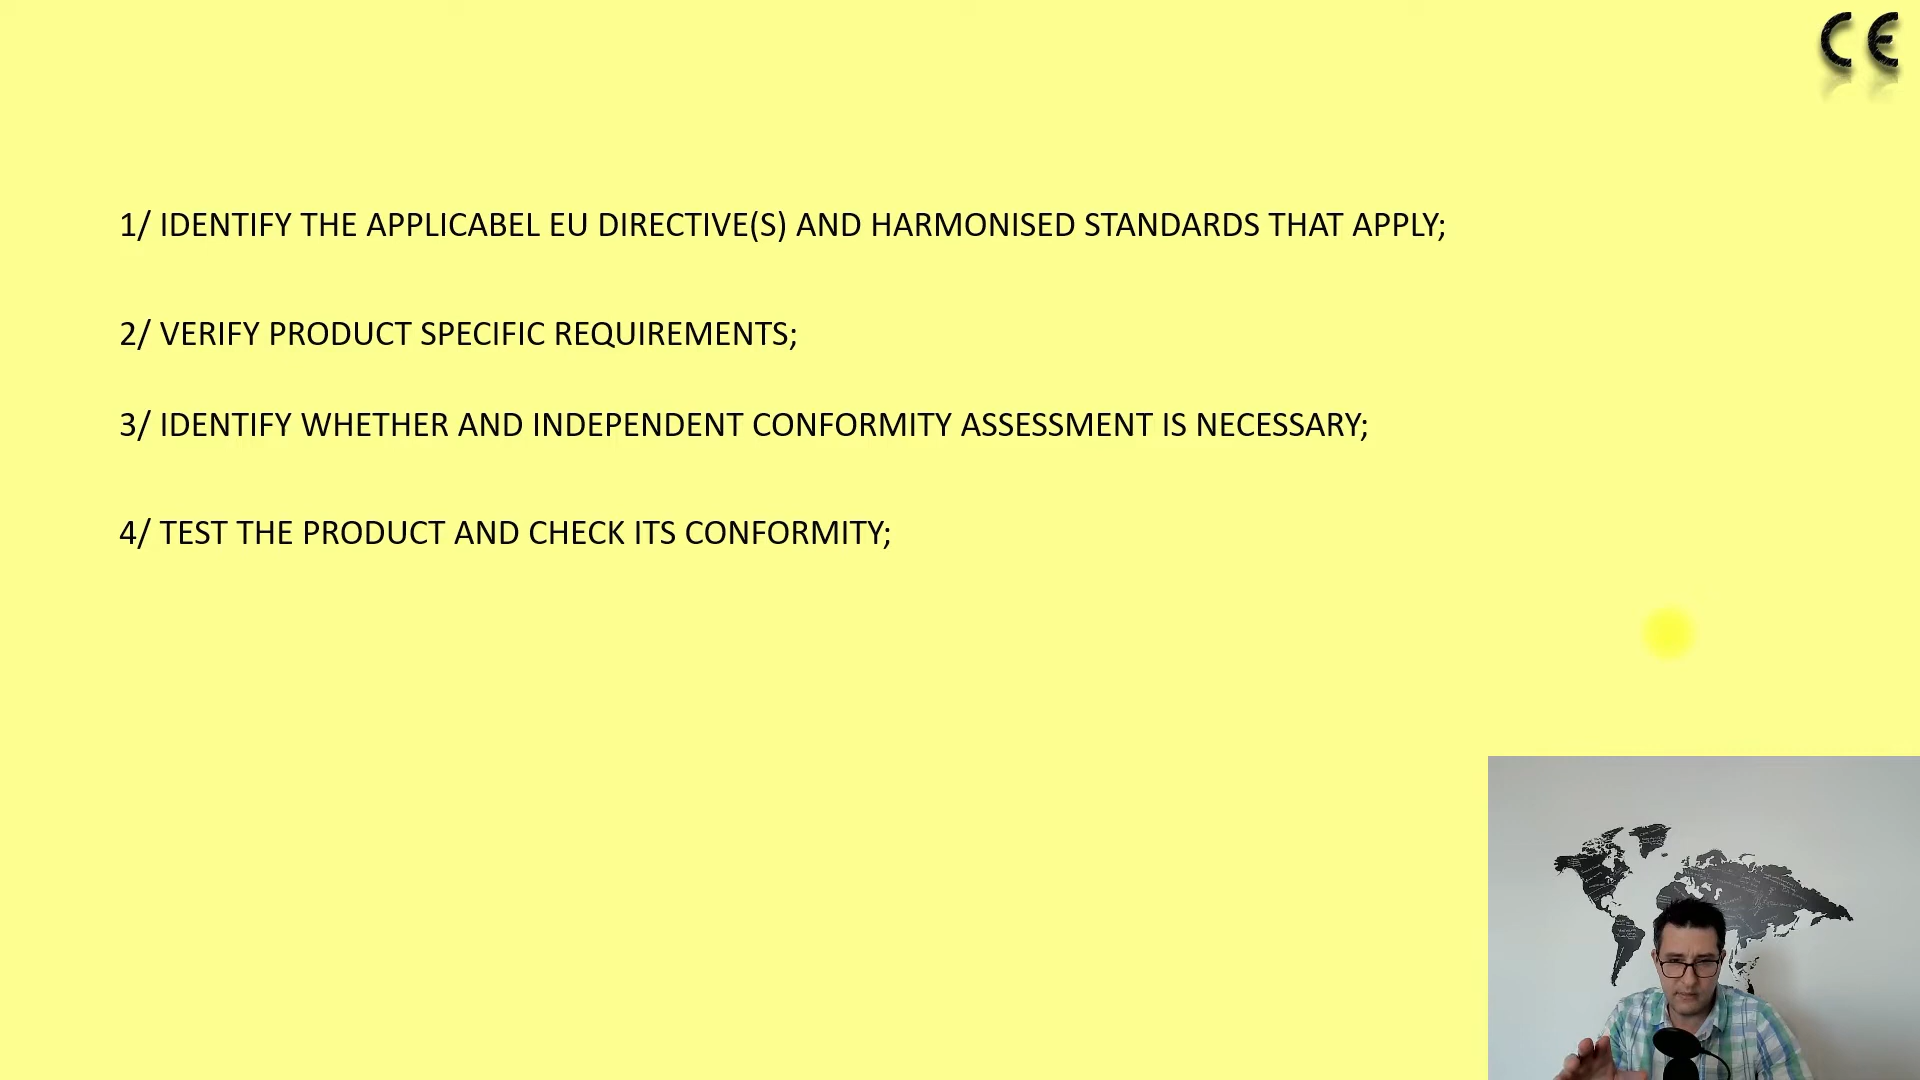 CE
1/ IDENTIFY THE APPLICABEL EU DIRECTIVE(S) AND HARMONISED STANDARDS THAT APPLY;
2/ VERIFY PRODUCT SPECIFIC REQUIREMENTS;
3/ IDENTIFY WHETHER AND INDEPENDENT CONFORMITY ASSESSMENT IS NECESSARY;
4/ TEST THE PRODUCT AND CHECK ITS CONFORMITY;